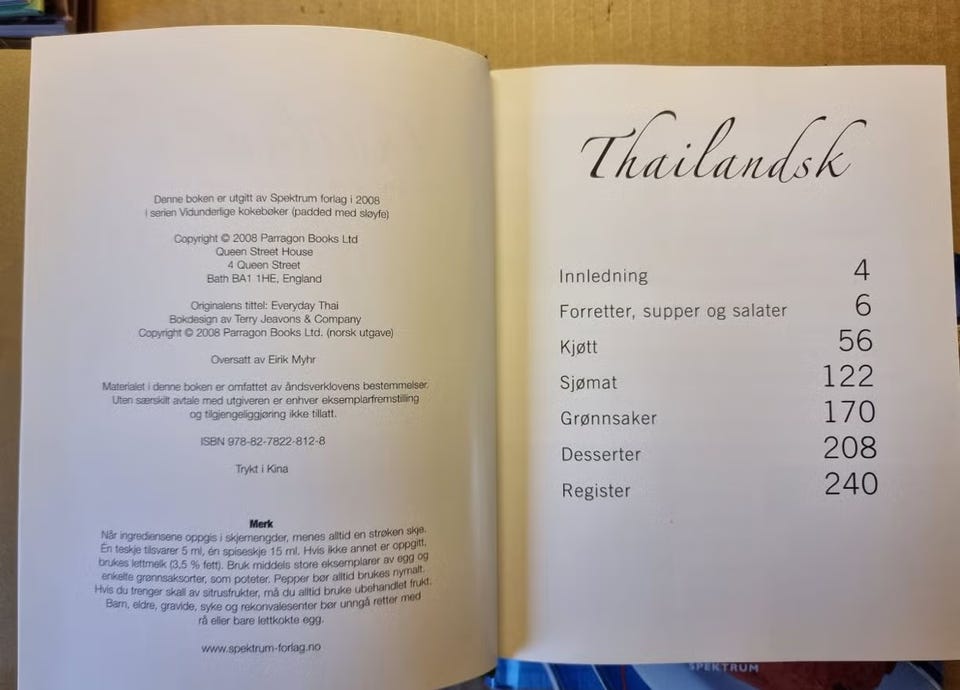 Denne boken er utgitt av Spektrum forlag i 2008
i serien Vidunderlige kokebøker (padded med sløyfe)
Copyright © 2008 Parragon Books Ltd
Queen Street House
4 Queen Street
Bath BA1 1HE, England
Originalens tittel: Everyday Thai
Bokdesign av Terry Jeavons & Company
Copyright © 2008 Parragon Books Ltd. (norsk utgave)
Oversatt av Eirik Myhr
Materialet i denne boken er omfattet av åndsverklovens bestemmelser.
Uten særskilt avtale med utgiveren er enhver eksemplarfremstilling
og tilgjengeliggjøring ikke tillatt.
ISBN 978-82-7822-812-8
Trykt i Kina
Merk
Når ingrediensene oppgis i skjemengder, menes alltid en strøken skje.
Én teskje tilsvarer 5 ml, én spiseskje 15 ml. Hvis ikke annet er oppgitt,
brukes lettmelk (3,5 % fett). Bruk middels store eksemplarer av egg og
enkelte grønnsaksorter, som poteter. Pepper bør alltid brukes nymalt.
Hvis du trenger skall av sitrusfrukter, må du alltid bruke ubehandlet frukt.
Barn, eldre, gravide, syke og rekonvalesenter bør unngå retter med
rå eller bare lettkokte egg.
www.spektrum-forlag.no
Thailandsk
Innledning 4
Forretter, supper og salater 6
Kjøtt 56
Sjømat 122
Grønnsaker 170
Desserter 208
Register 240
SPEKTRUM